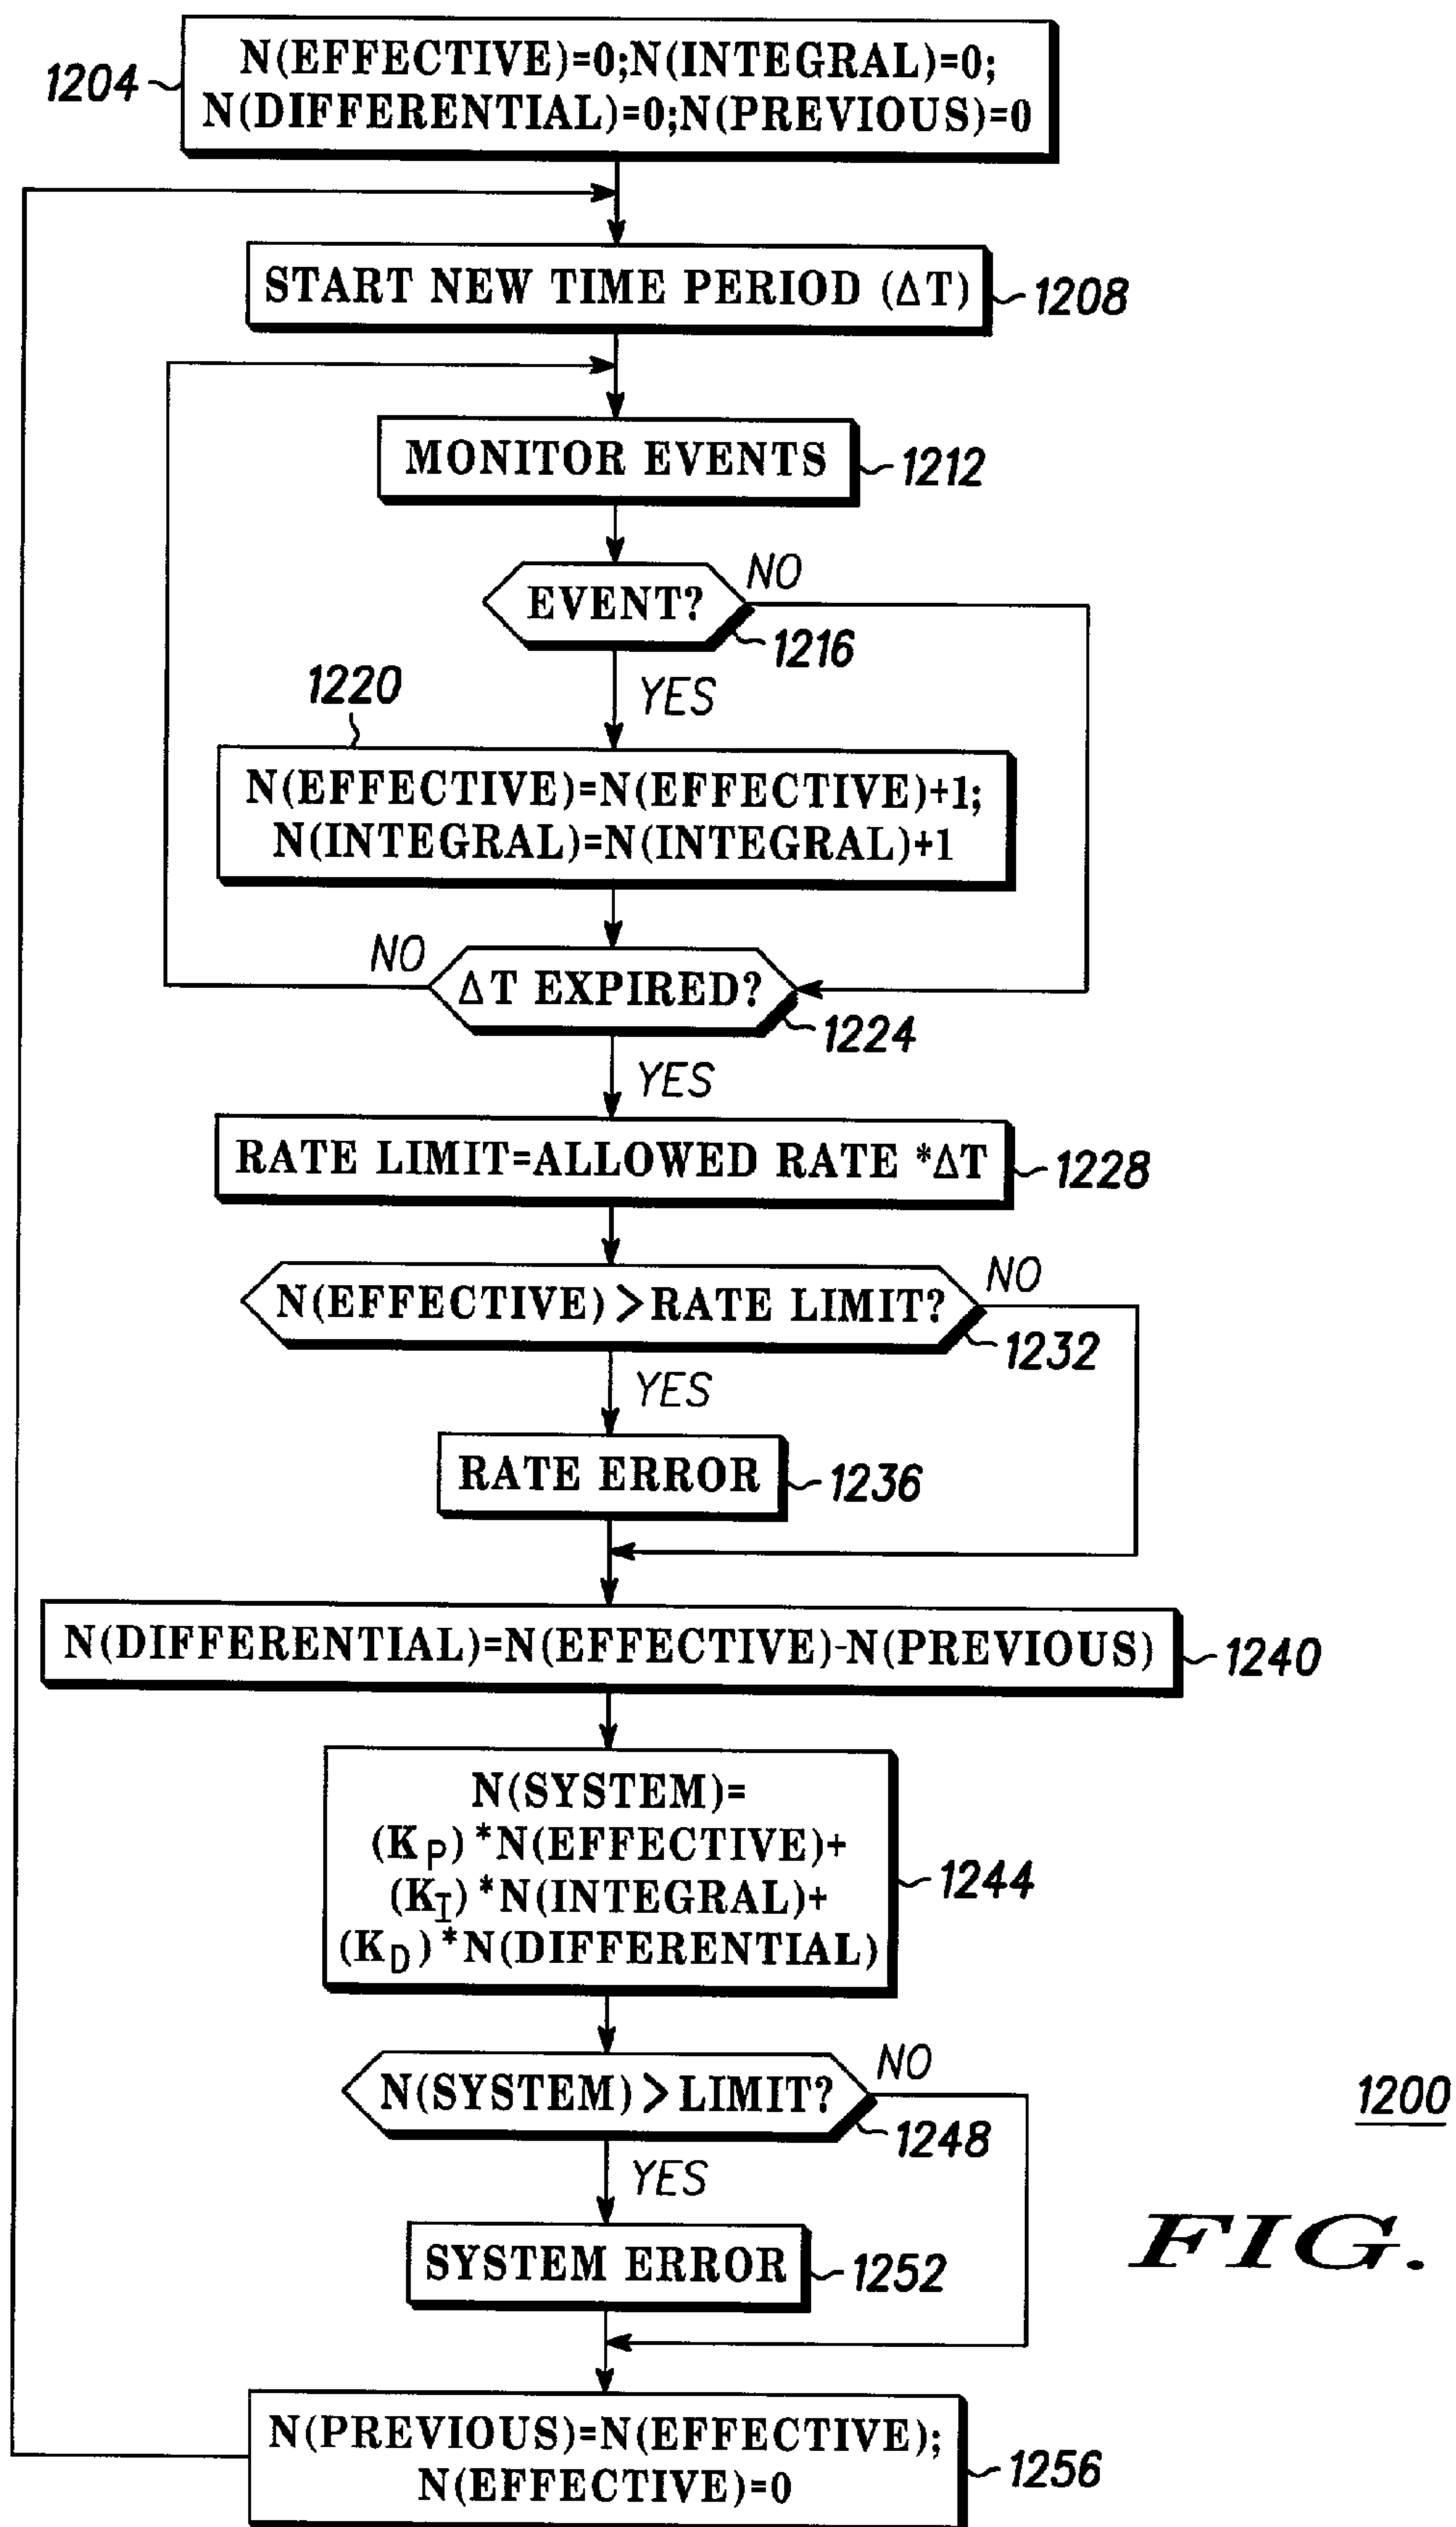 N(EFFECTIVE)=0;N(INTEGRAL)=0;
1204
N(DIFFERENTIAL)=0;N(PREVIOUS)=0
START NEW TIME PERIOD (ΔT)
1208
MONITOR EVENTS
1212
NO
EVENT?
1216
YES
1220
N(EFFECTIVE)=N(EFFECTIVE)+1;
N(INTEGRAL)=N(INTEGRAL)+1
NO
ΔT EXPIRED?
1224
YES
RATE LIMIT=ALLOWED RATE *ΔT
1228
NO
N(EFFECTIVE)>RATE LIMIT?
1232
YES
RATE ERROR
1236
N(DIFFERENTIAL)=N(EFFECTIVE)-N(PREVIOUS)
1240
N(SYSTEM)=
(KP)*N(EFFECTIVE)+
(KI)*N(INTEGRAL)+
(KD)*N(DIFFERENTIAL)
1244
NO
N(SYSTEM)>LIMIT?
1248
YES
SYSTEM ERROR
1252
N(PREVIOUS)=N(EFFECTIVE);
N(EFFECTIVE)=0
1256
1200
FIG.